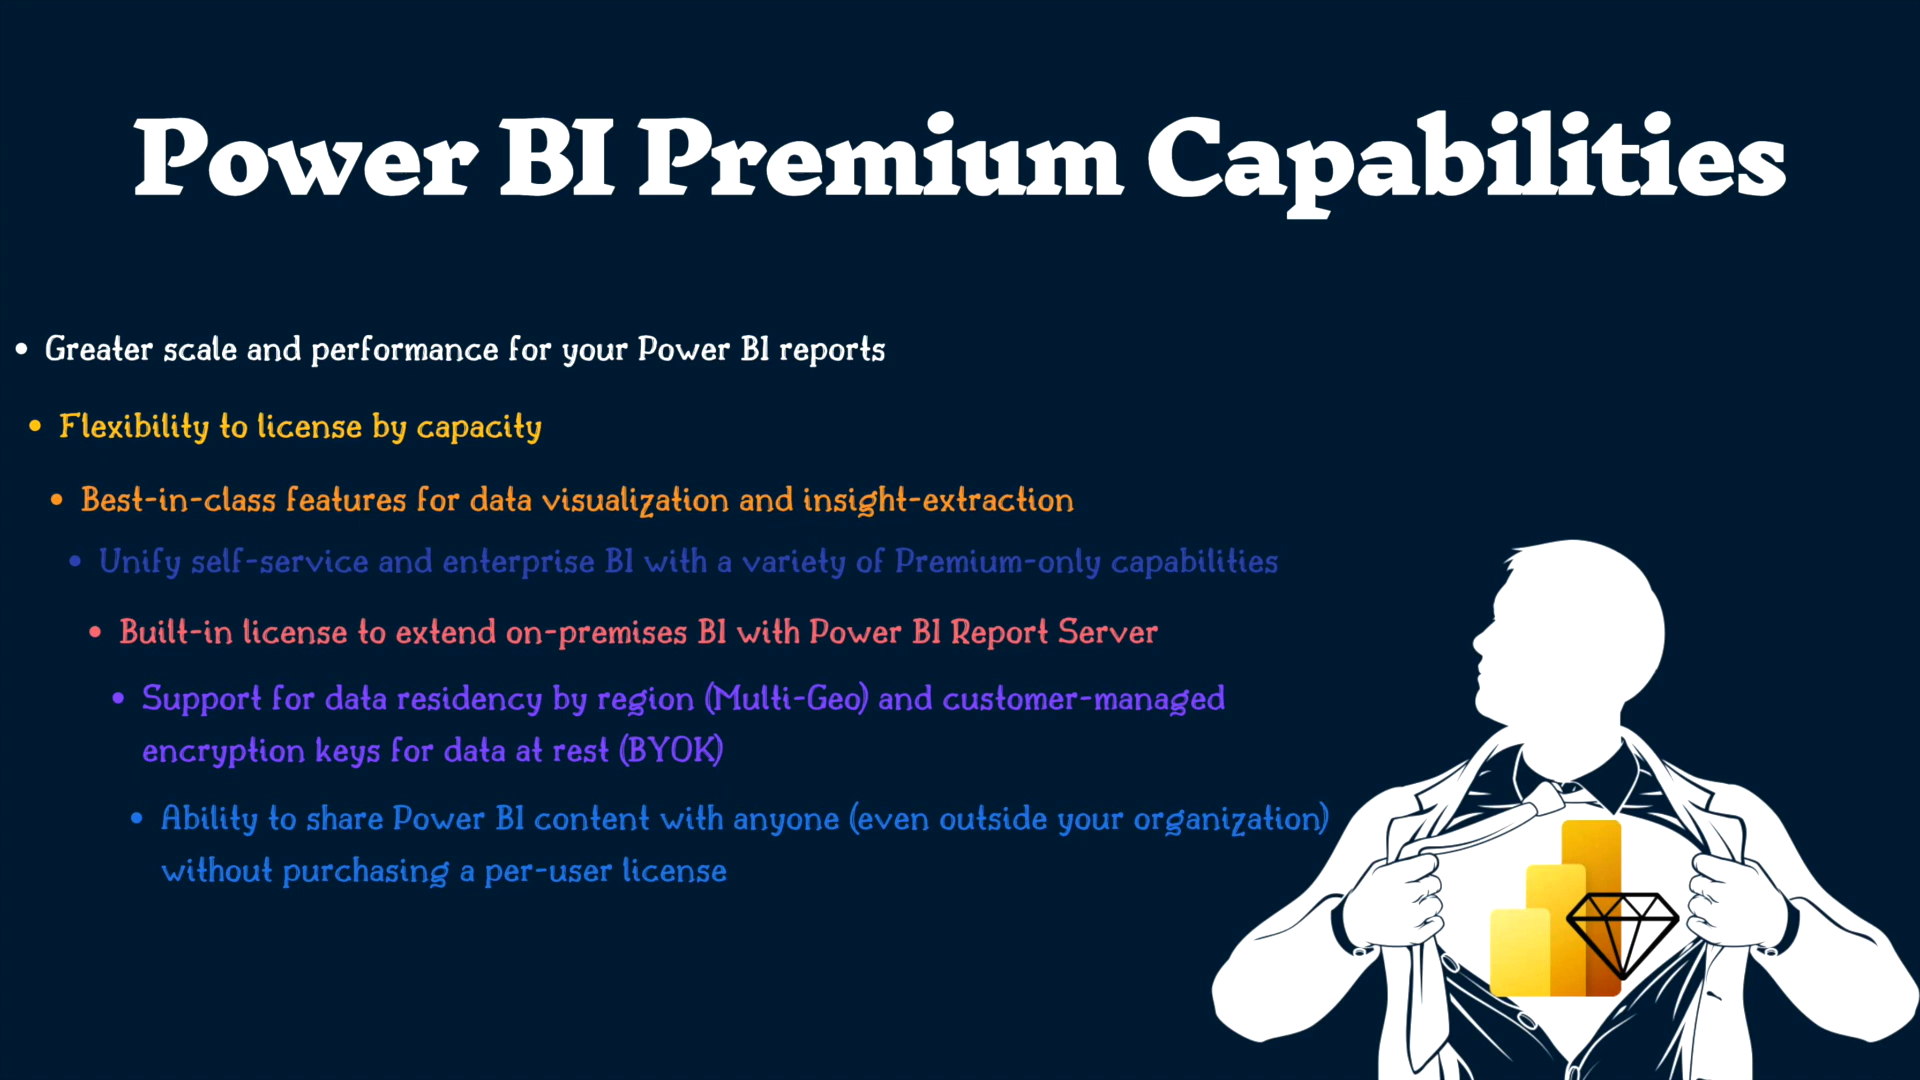 Power BI Premium Capabilities
• Greater scale and performance for your Power BI reports
• Flexibility to license by capacity
• Best-in-class features for data visualization and insight-extraction
• Unify self-service and enterprise BI with a variety of Premium-only capabilities
• Built-in license to extend on-premises BI with Power BI Report Server
• Support for data residency by region (Multi-Geo) and customer-managed
encryption keys for data at rest (BYOK)
• Ability to share Power BI content with anyone (even outside your organization)
without purchasing a per-user license